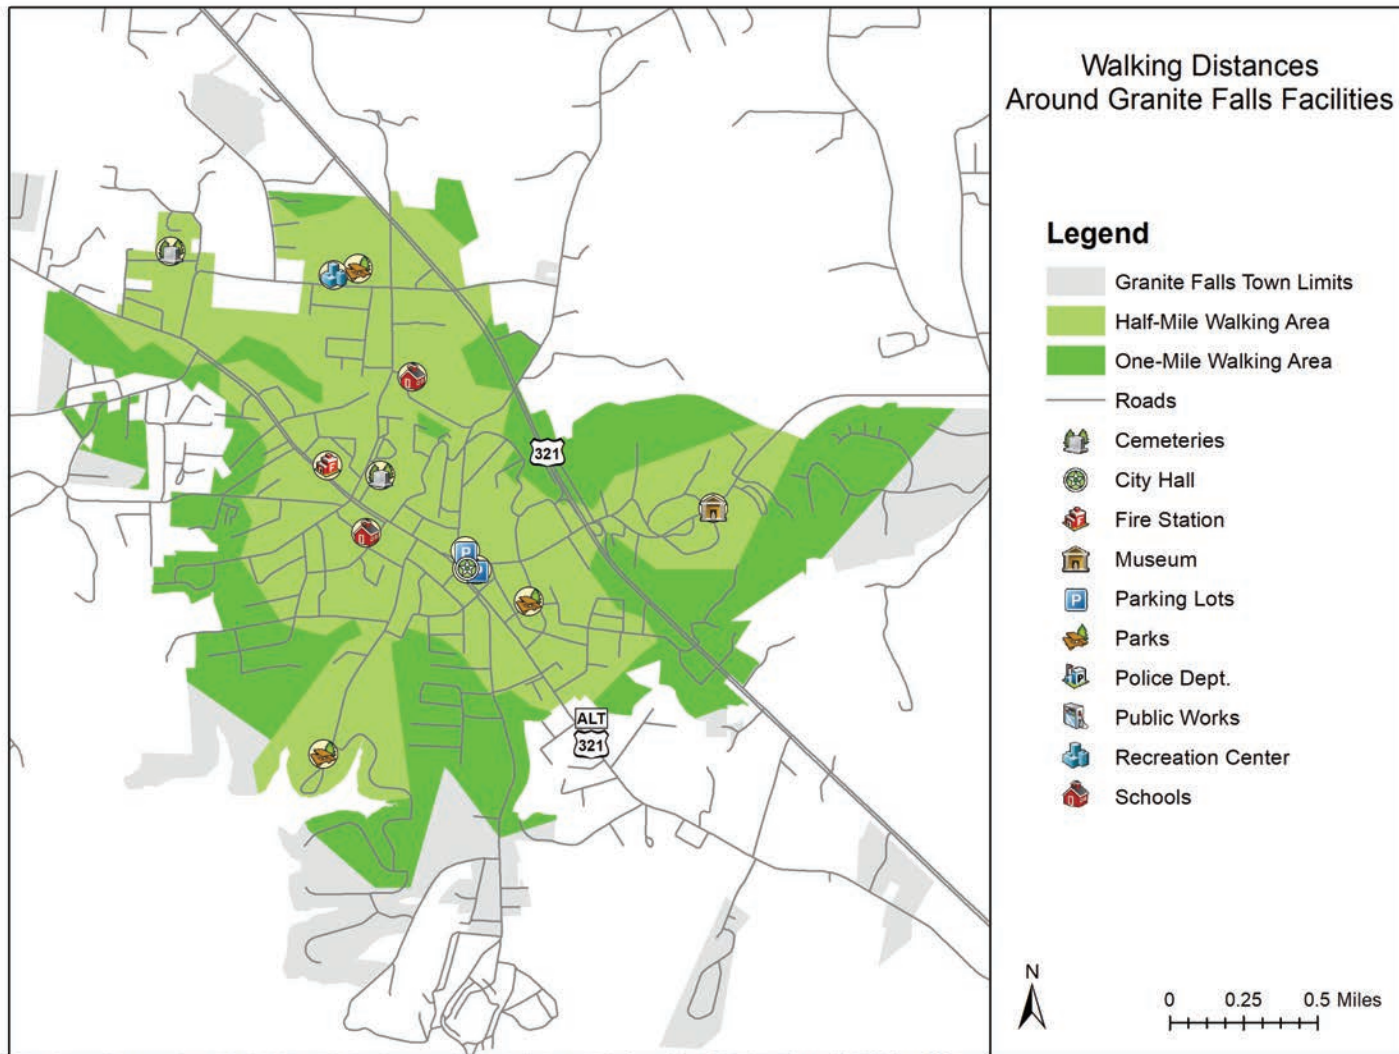 Walking Distances
Around Granite Falls Facilities
Legend
Granite Falls Town Limits
Half-Mile Walking Area
One-Mile Walking Area
Roads
Cemeteries
City Hall
Fire Station
Museum
P Parking Lots
Parks
Police Dept.
Public Works
Recreation Center
Schools
321
P
P
ALT
321
N
0 0.25 0.5 Miles